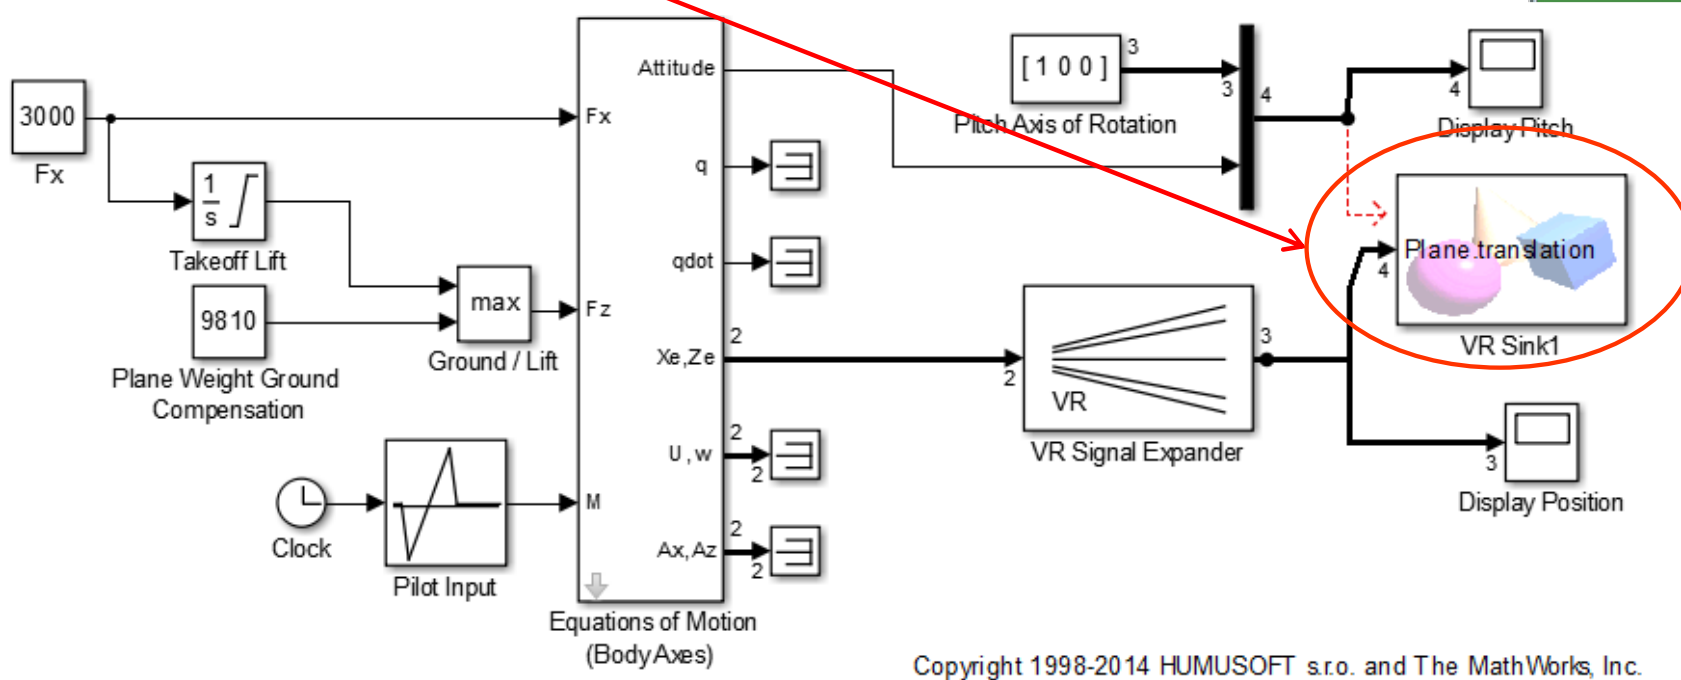 3000
Fx
1
s
Takeoff Lift
9810
Plane Weight Ground
Compensation
max
Ground / Lift
Clock
Pilot Input
Fx
Fz
M
Attitude
q
qdot
Xe,Ze
U,w
Ax,Az
Equations of Motion
(Body Axes)
2
2
2
2
2
2
VR
VR Signal Expander
3
[1 0 0]
3
3
Pitch Axis of Rotation
4
4
Display Pitch
4
Plane.translation
VR Sink1
3
Display Position
Copyright 1998-2014 HUMUSOFT s.r.o. and The MathWorks, Inc.